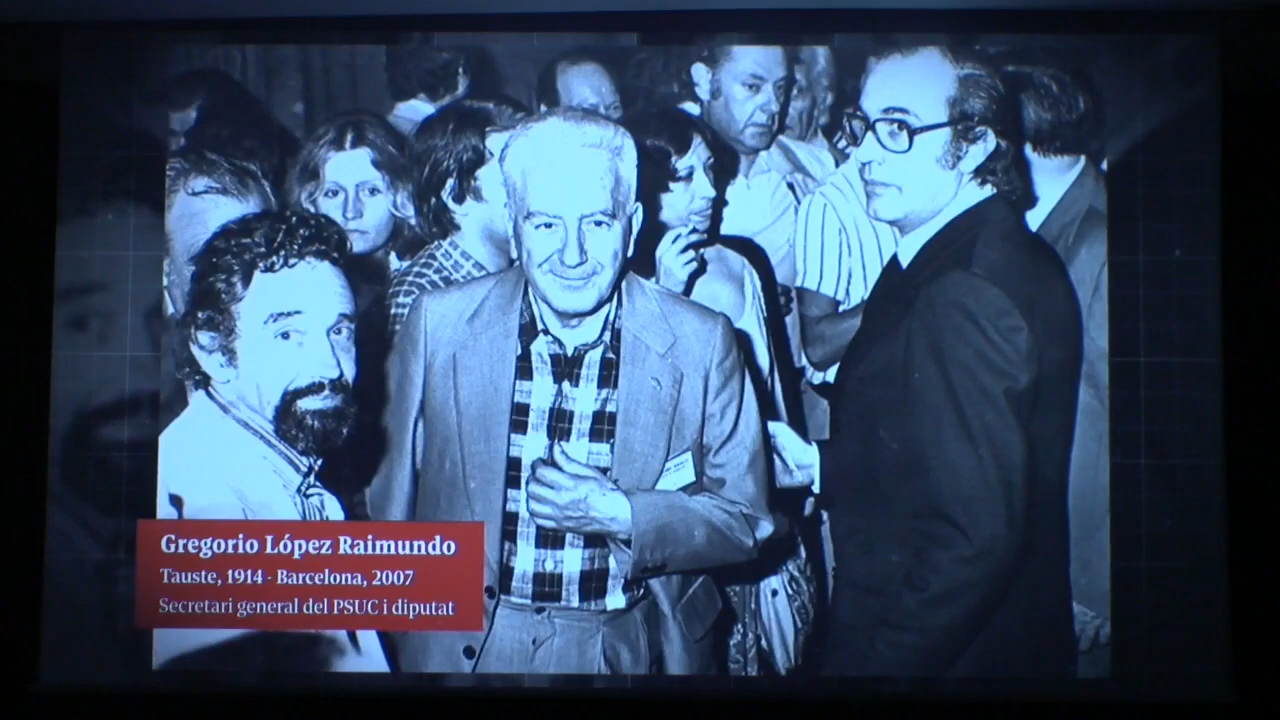 Gregorio López Raimundo
Tauste, 1914 - Barcelona, 2007
Secretari general del PSUC i diputat